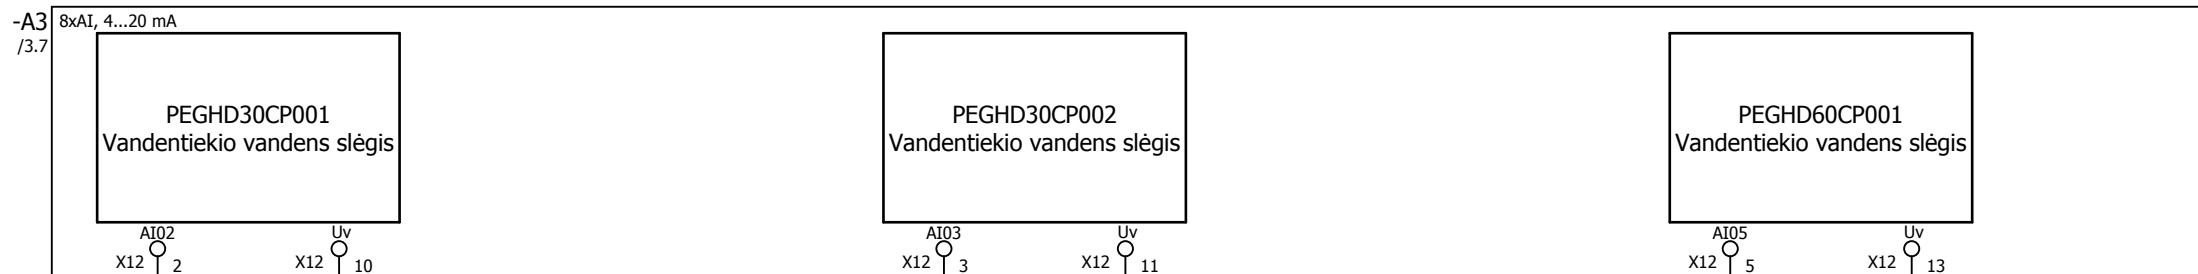 -A3 8xAI, 4...20 mA
/3.7
PEGHD30CP001
Vandentiekio vandens slėgis
AI02 Uv
X12 2 X12 10
PEGHD30CP002
Vandentiekio vandens slėgis
AI03 Uv
X12 3 X12 11
PEGHD60CP001
Vandentiekio vandens slėgis
AI05 Uv
X12 5 X12 13